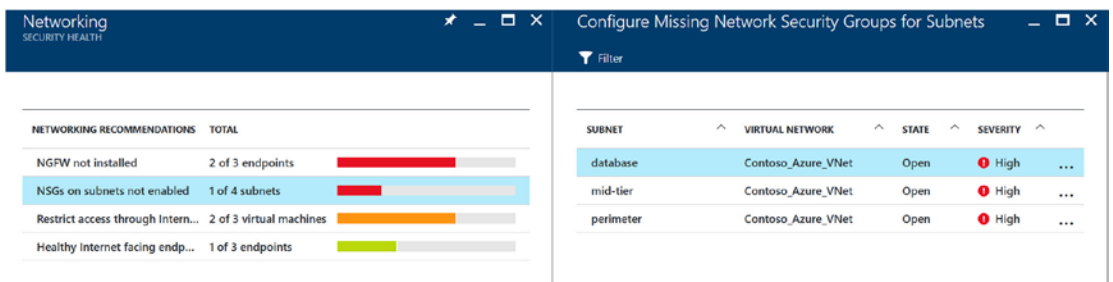 Networking
SECURITY HEALTH
NETWORKING RECOMMENDATIONS TOTAL
NGFW not installed 2 of 3 endpoints
NSGs on subnets not enabled 1 of 4 subnets
Restrict access through Intern... 2 of 3 virtual machines
Healthy Internet facing endp... 1 of 3 endpoints
Configure Missing Network Security Groups for Subnets
Filter
SUBNET VIRTUAL NETWORK STATE SEVERITY
database Contoso_Azure_VNet Open High ...
mid-tier Contoso_Azure_VNet Open High ...
perimeter Contoso_Azure_VNet Open High ...